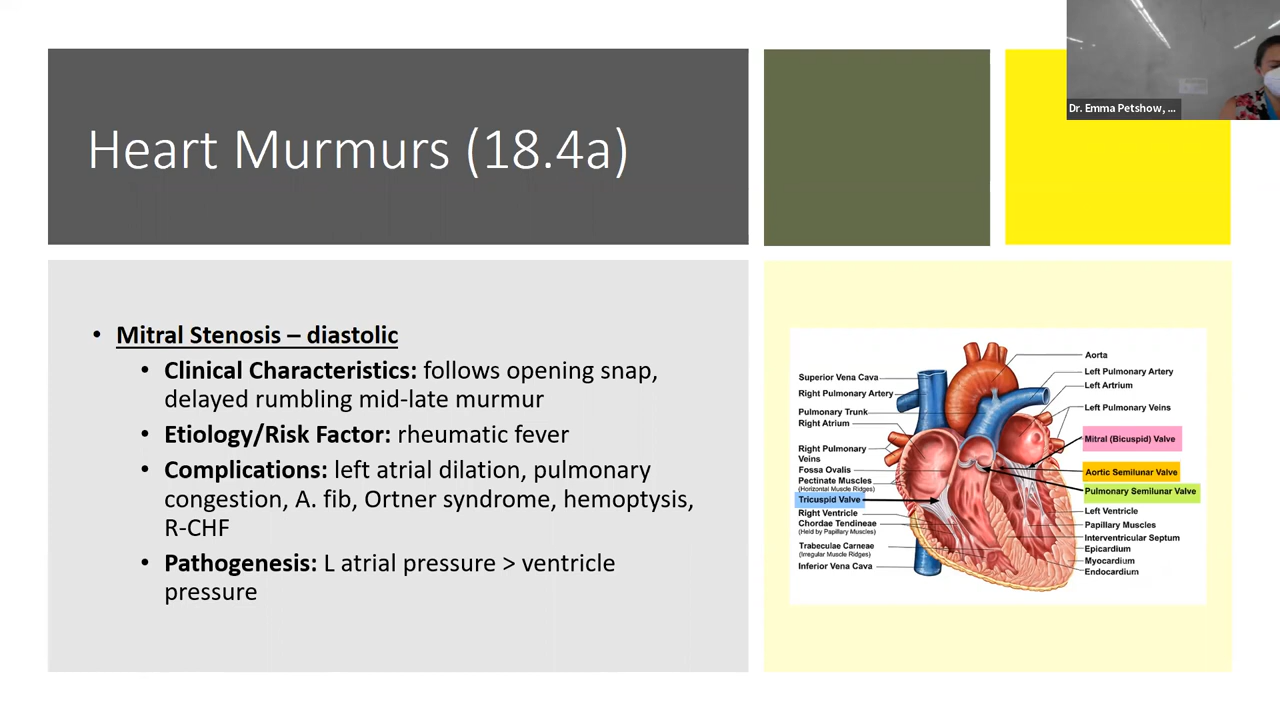 Dr. Emma Petshow, ...
Heart Murmurs (18.4a)
• Mitral Stenosis – diastolic
• Clinical Characteristics: follows opening snap,
delayed rumbling mid-late murmur
• Etiology/Risk Factor: rheumatic fever
• Complications: left atrial dilation, pulmonary
congestion, A. fib, Ortner syndrome, hemoptysis,
R-CHF
• Pathogenesis: L atrial pressure > ventricle
pressure
Superior Vena Cava
Right Pulmonary Artery
Pulmonary Trunk
Right Atrium
Right Pulmonary
Veins
Fossa Ovalis
Pectinate Muscles
(Horizontal Muscle Ridges)
Tricuspid Valve
Right Ventricle
Chordae Tendineae
(Held by Papillary Muscles)
Trabeculae Carneae
(Irregular Muscle Ridges)
Inferior Vena Cava
Aorta
Left Pulmonary Artery
Left Artrium
Left Pulmonary Veins
Mitral (Bicuspid) Valve
Aortic Semilunar Valve
Pulmonary Semilunar Valve
Left Ventricle
Papillary Muscles
Interventricular Septum
Epicardium
Myocardium
Endocardium